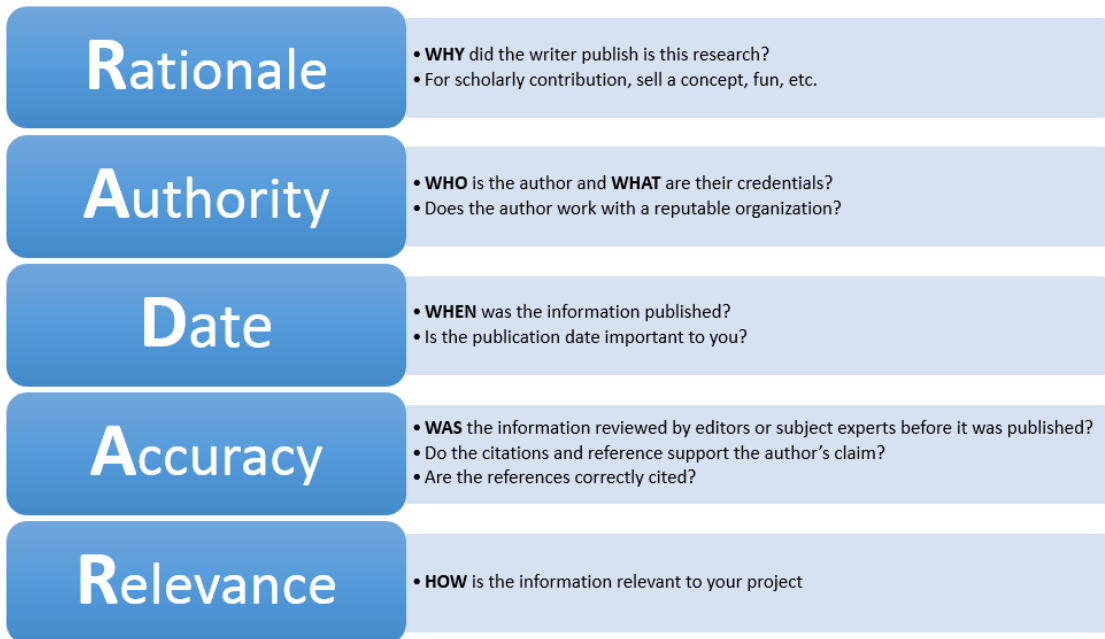 Rationale
• WHY did the writer publish is this research?
• For scholarly contribution, sell a concept, fun, etc.
Authority
• WHO is the author and WHAT are their credentials?
• Does the author work with a reputable organization?
Date
• WHEN was the information published?
• Is the publication date important to you?
Accuracy
• WAS the information reviewed by editors or subject experts before it was published?
• Do the citations and reference support the author's claim?
• Are the references correctly cited?
Relevance
• HOW is the information relevant to your project